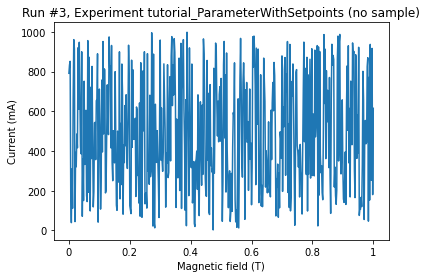 Run #3, Experiment tutorial_ParameterWithSetpoints (no sample)
1000
800
600
400
200
0
Current (mA)
0 0.2 0.4 0.6 0.8 1
Magnetic field (T)